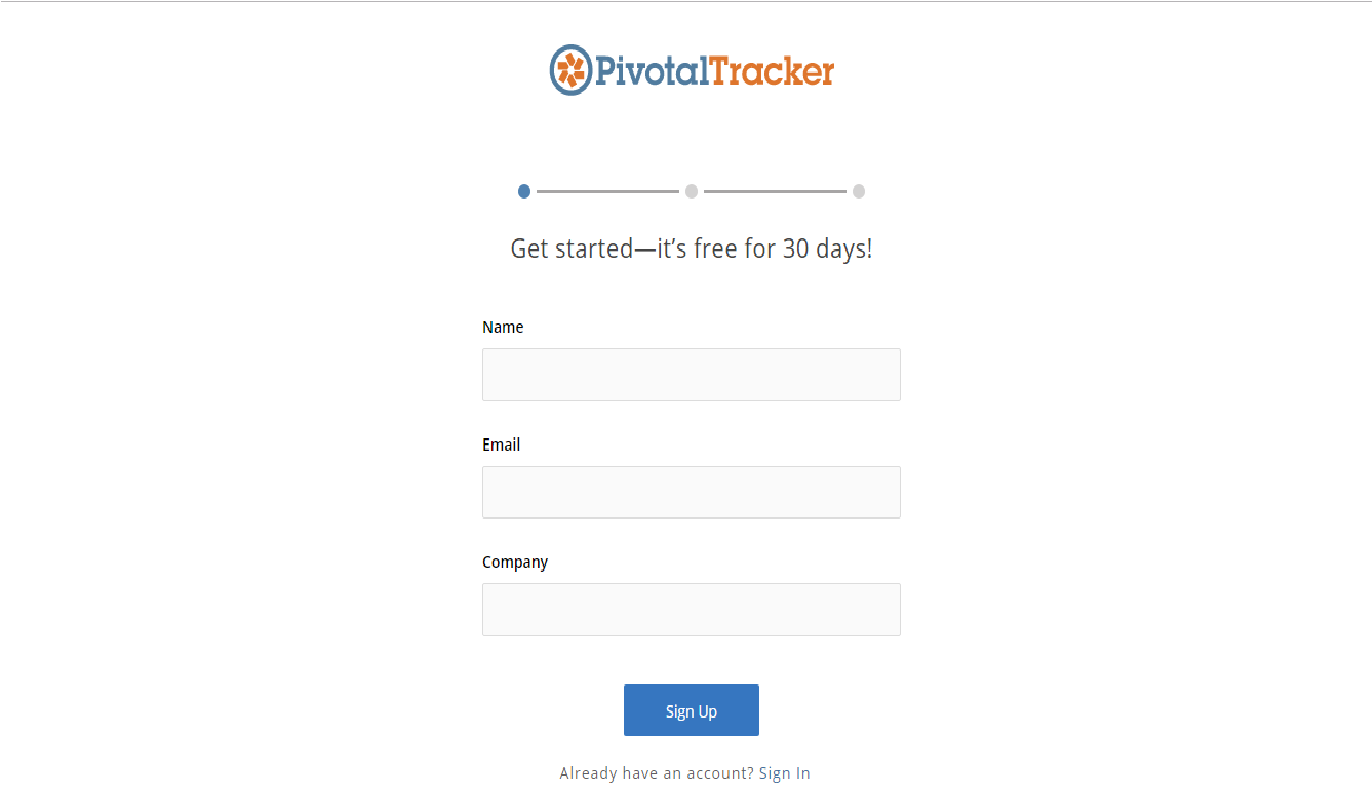 PivotalTracker
Get started—it's free for 30 days!
Name
Email
Company
Sign Up
Already have an account? Sign In